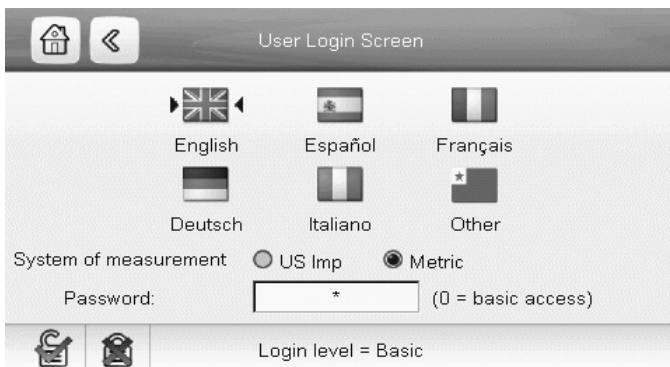 User Login Screen
English Español Français
Deutsch Italiano Other
System of measurement US Imp Metric
Password: * (0 = basic access)
Login level = Basic